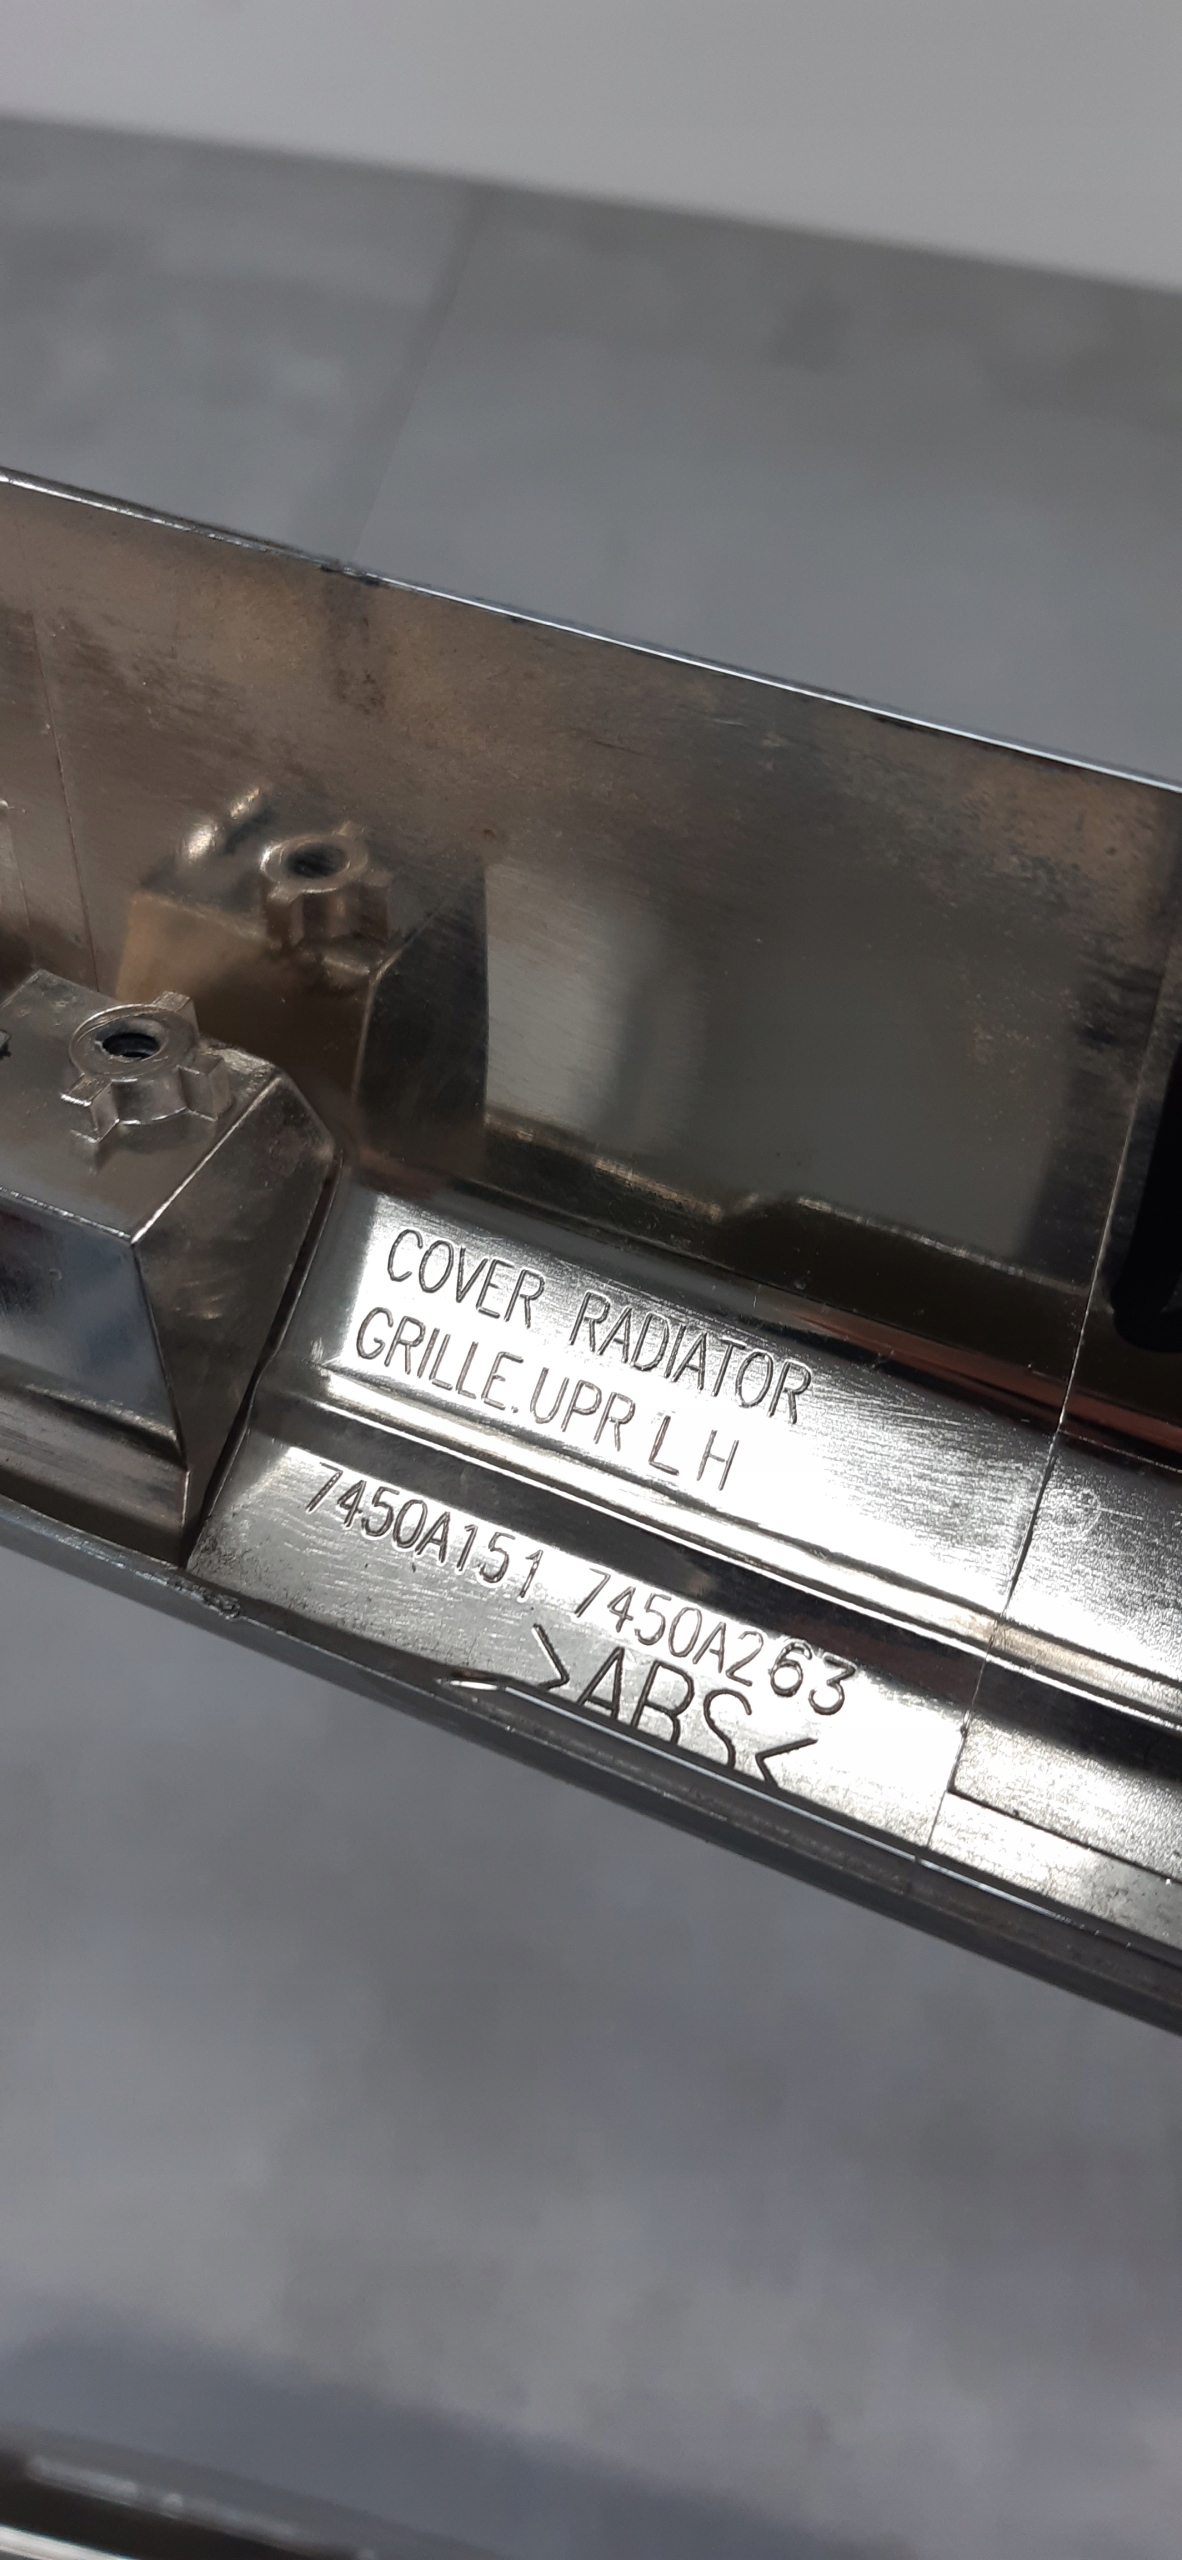 COVER RADIATOR
GRILLE.UPR LH
7450A151 7450A263
>ABS<